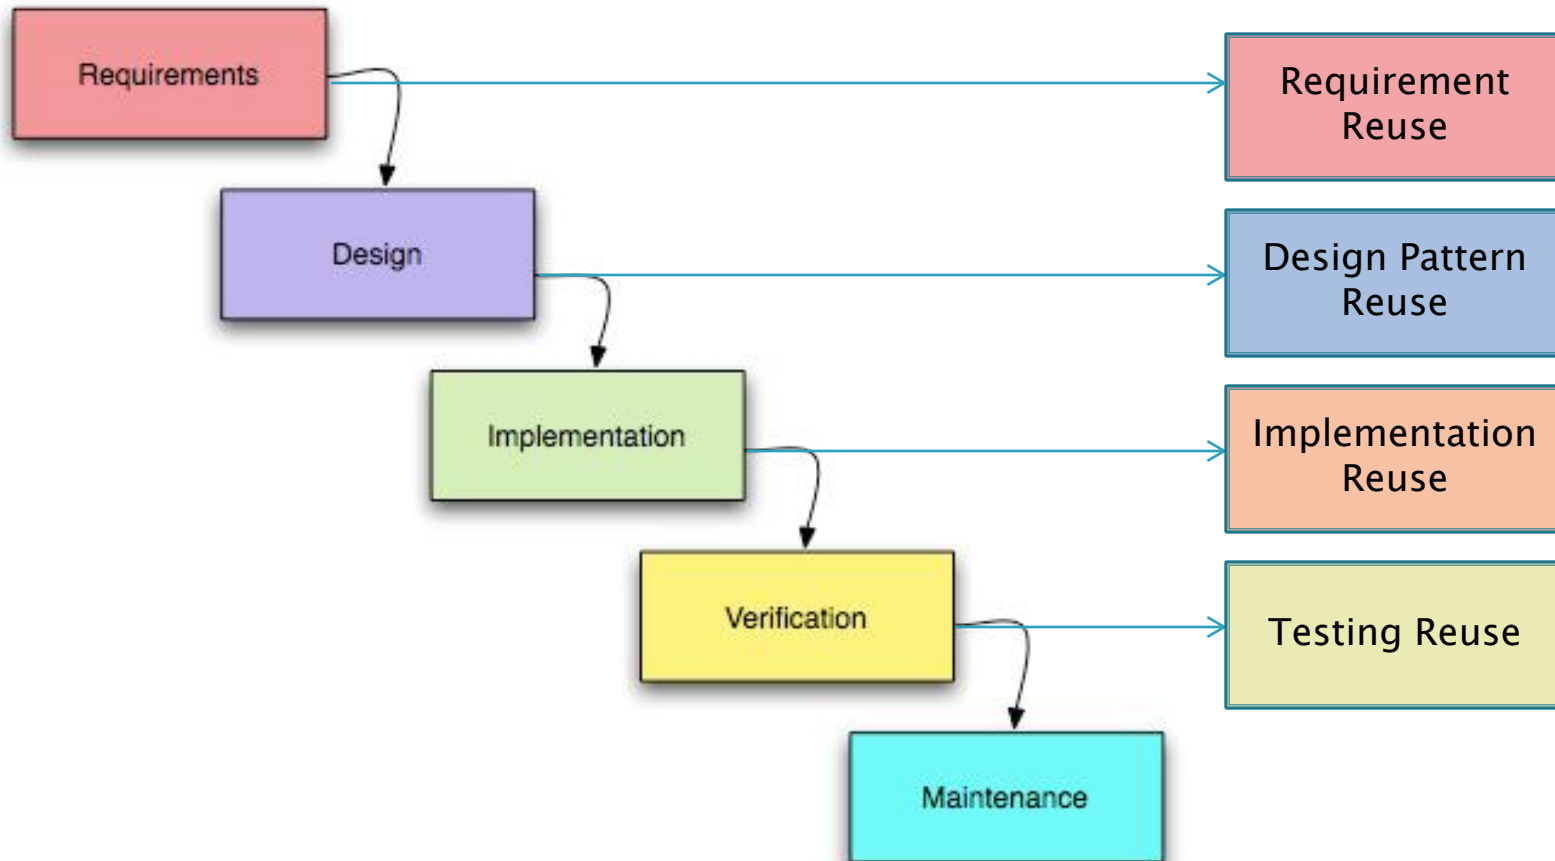 Requirements
Requirement
Reuse
Design
Design Pattern
Reuse
Implementation
Implementation
Reuse
Verification
Testing Reuse
Maintenance